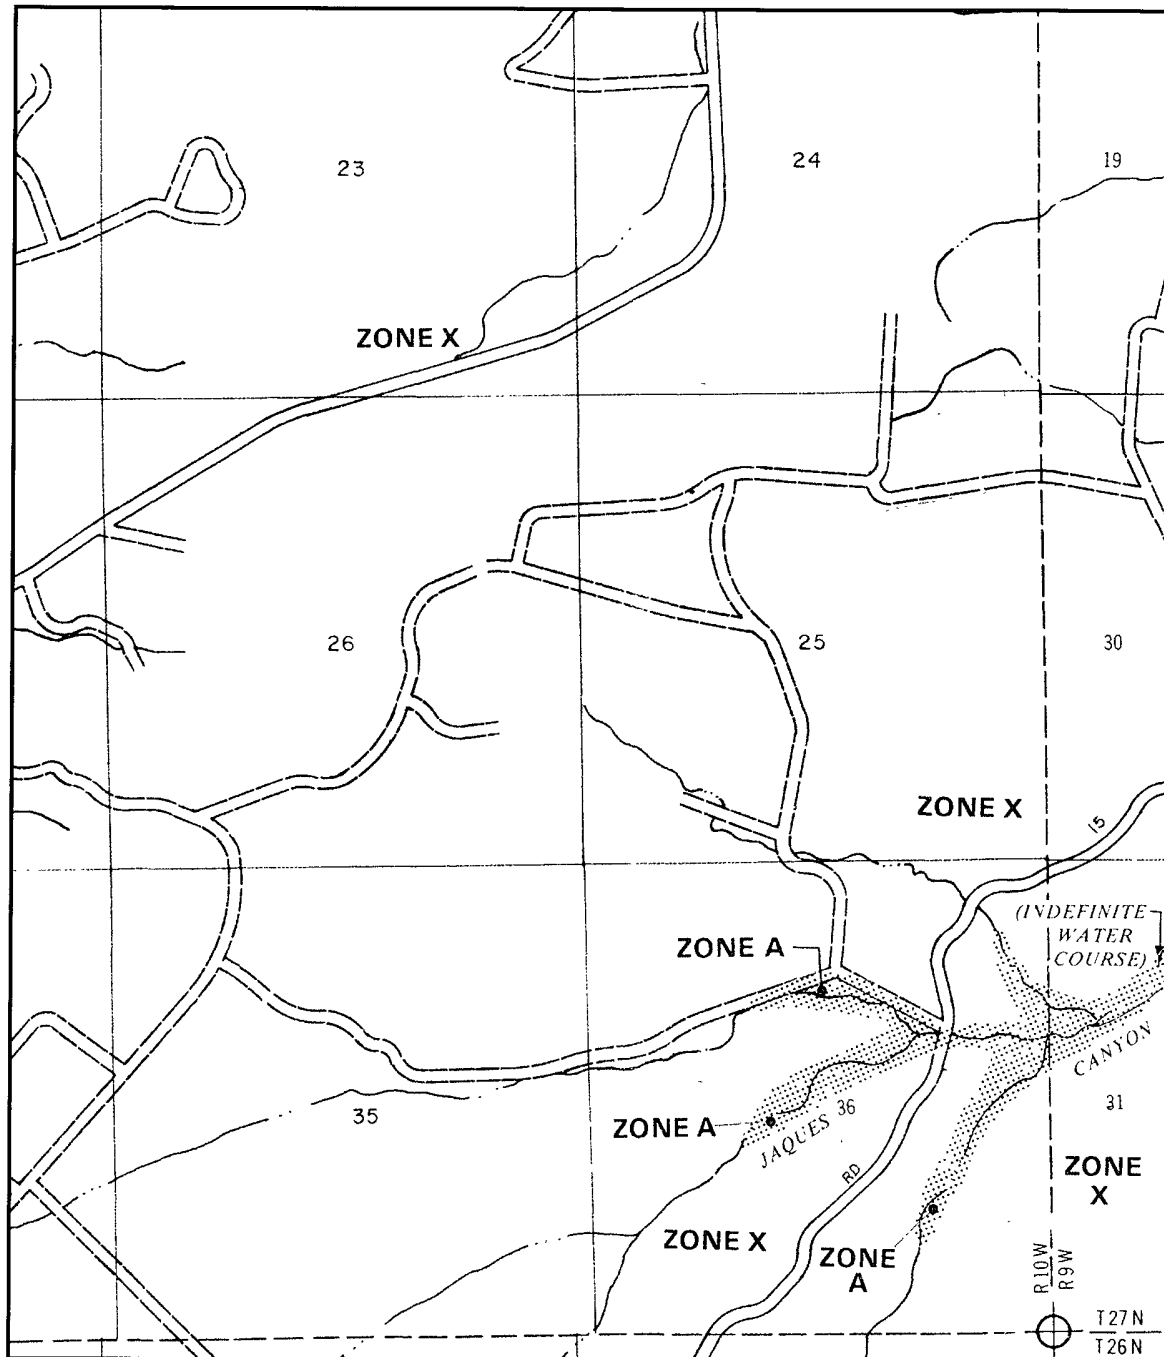 23
24
19
ZONE X
26
25
30
ZONE X
15
(INDEFINITE
WATER
COURSE)
ZONE A
CANYON
35
ZONE A
JAQUES
36
31
RD
ZONE
X
ZONE X
ZONE
A
R10W
R9W
T27N
T26N